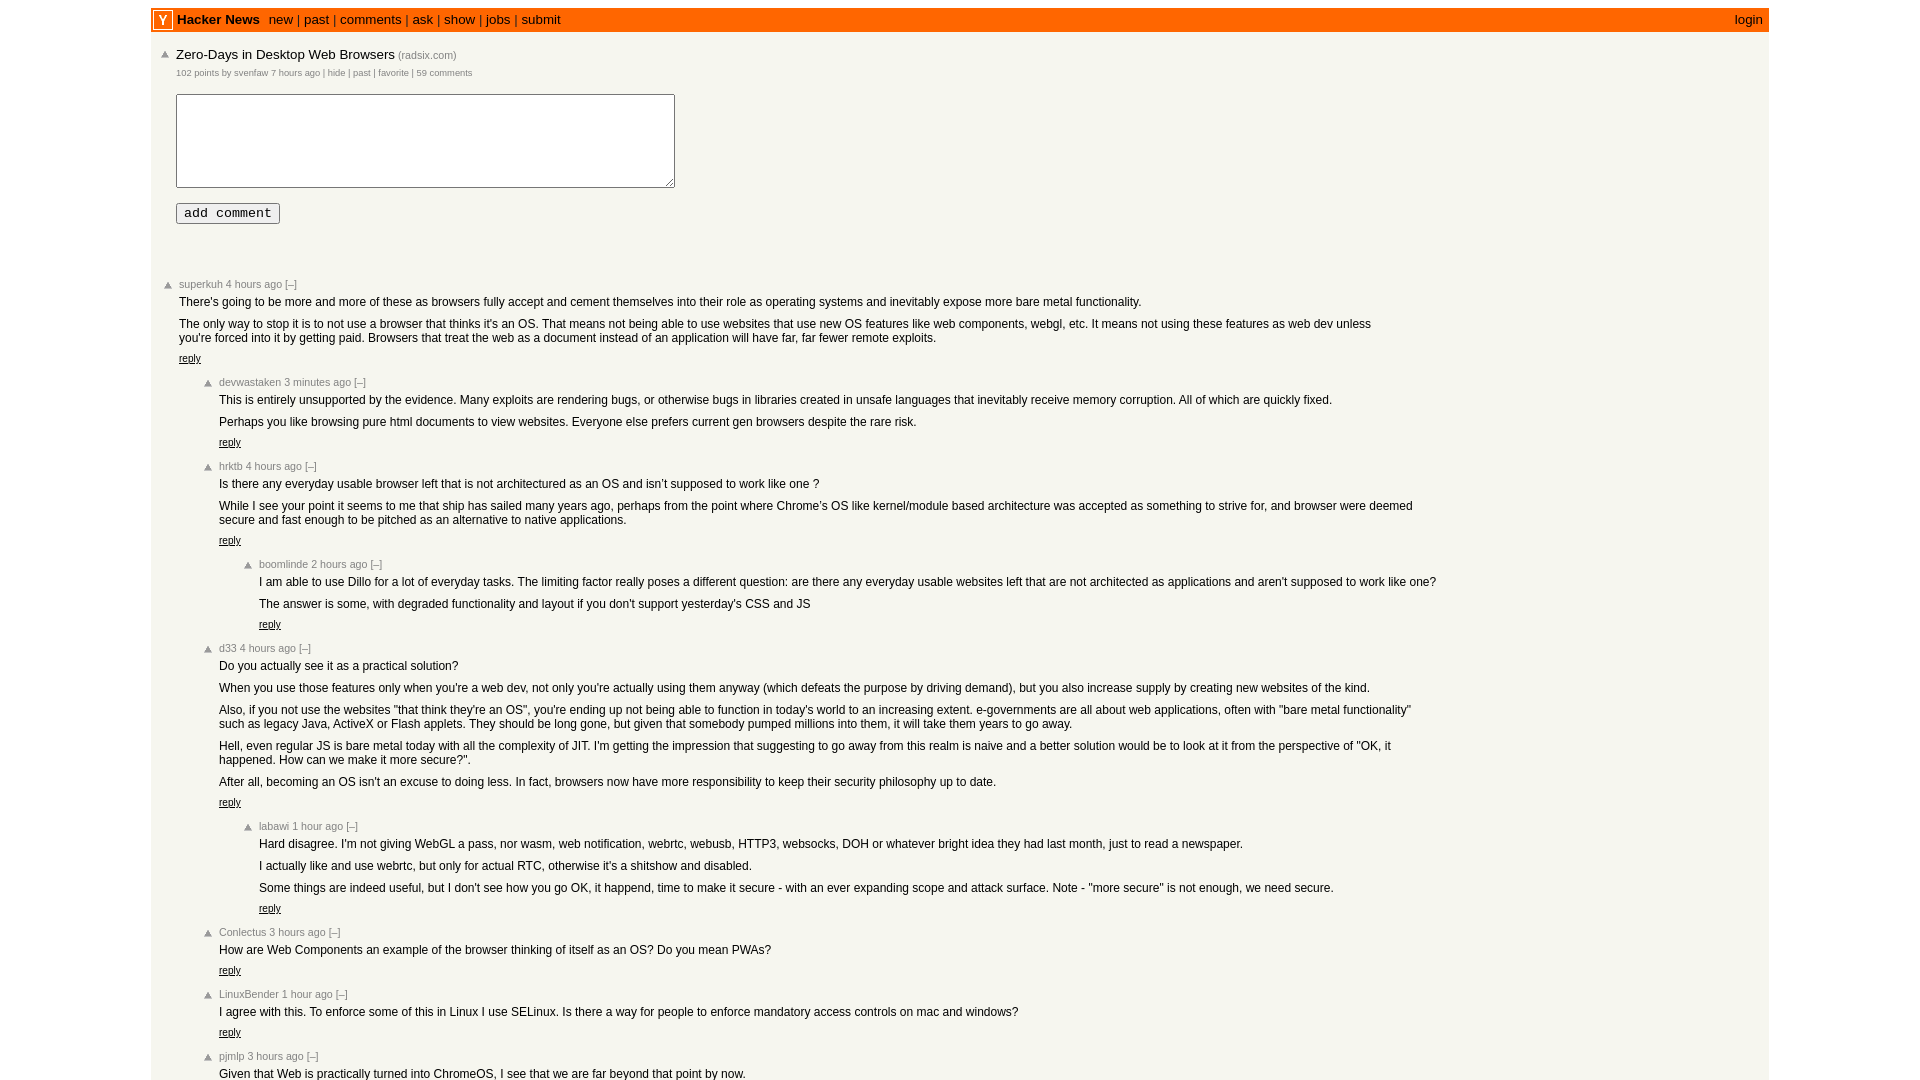 Y Hacker News new | past | comments | ask | show | jobs | submit login
Zero-Days in Desktop Web Browsers (radsix.com)
102 points by svenfaw 7 hours ago | hide | past | favorite | 59 comments
add comment
superkuh 4 hours ago [–]
There's going to be more and more of these as browsers fully accept and cement themselves into their role as operating systems and inevitably expose more bare metal functionality.
The only way to stop it is to not use a browser that thinks it's an OS. That means not being able to use websites that use new OS features like web components, webgl, etc. It means not using these features as web dev unless
you're forced into it by getting paid. Browsers that treat the web as a document instead of an application will have far, far fewer remote exploits.
reply
devwastaken 3 minutes ago [–]
This is entirely unsupported by the evidence. Many exploits are rendering bugs, or otherwise bugs in libraries created in unsafe languages that inevitably receive memory corruption. All of which are quickly fixed.
Perhaps you like browsing pure html documents to view websites. Everyone else prefers current gen browsers despite the rare risk.
reply
hrktb 4 hours ago [–]
Is there any everyday usable browser left that is not architectured as an OS and isn’t supposed to work like one ?
While I see your point it seems to me that ship has sailed many years ago, perhaps from the point where Chrome’s OS like kernel/module based architecture was accepted as something to strive for, and browser were deemed
secure and fast enough to be pitched as an alternative to native applications.
reply
boomlinde 2 hours ago [–]
I am able to use Dillo for a lot of everyday tasks. The limiting factor really poses a different question: are there any everyday usable websites left that are not architected as applications and aren't supposed to work like one?
The answer is some, with degraded functionality and layout if you don't support yesterday's CSS and JS
reply
d33 4 hours ago [–]
Do you actually see it as a practical solution?
When you use those features only when you're a web dev, not only you're actually using them anyway (which defeats the purpose by driving demand), but you also increase supply by creating new websites of the kind.
Also, if you not use the websites "that think they're an OS", you're ending up not being able to function in today's world to an increasing extent. e-governments are all about web applications, often with "bare metal functionality"
such as legacy Java, ActiveX or Flash applets. They should be long gone, but given that somebody pumped millions into them, it will take them years to go away.
Hell, even regular JS is bare metal today with all the complexity of JIT. I'm getting the impression that suggesting to go away from this realm is naive and a better solution would be to look at it from the perspective of "OK, it
happened. How can we make it more secure?".
After all, becoming an OS isn't an excuse to doing less. In fact, browsers now have more responsibility to keep their security philosophy up to date.
reply
labawi 1 hour ago [–]
Hard disagree. I'm not giving WebGL a pass, nor wasm, web notification, webrtc, webusb, HTTP3, websocks, DOH or whatever bright idea they had last month, just to read a newspaper.
I actually like and use webrtc, but only for actual RTC, otherwise it's a shitshow and disabled.
Some things are indeed useful, but I don't see how you go OK, it happend, time to make it secure - with an ever expanding scope and attack surface. Note - "more secure" is not enough, we need secure.
reply
Conlectus 3 hours ago [–]
How are Web Components an example of the browser thinking of itself as an OS? Do you mean PWAs?
reply
LinuxBender 1 hour ago [–]
I agree with this. To enforce some of this in Linux I use SELinux. Is there a way for people to enforce mandatory access controls on mac and windows?
reply
pjmlp 3 hours ago [–]
Given that Web is practically turned into ChromeOS, I see that we are far beyond that point by now.